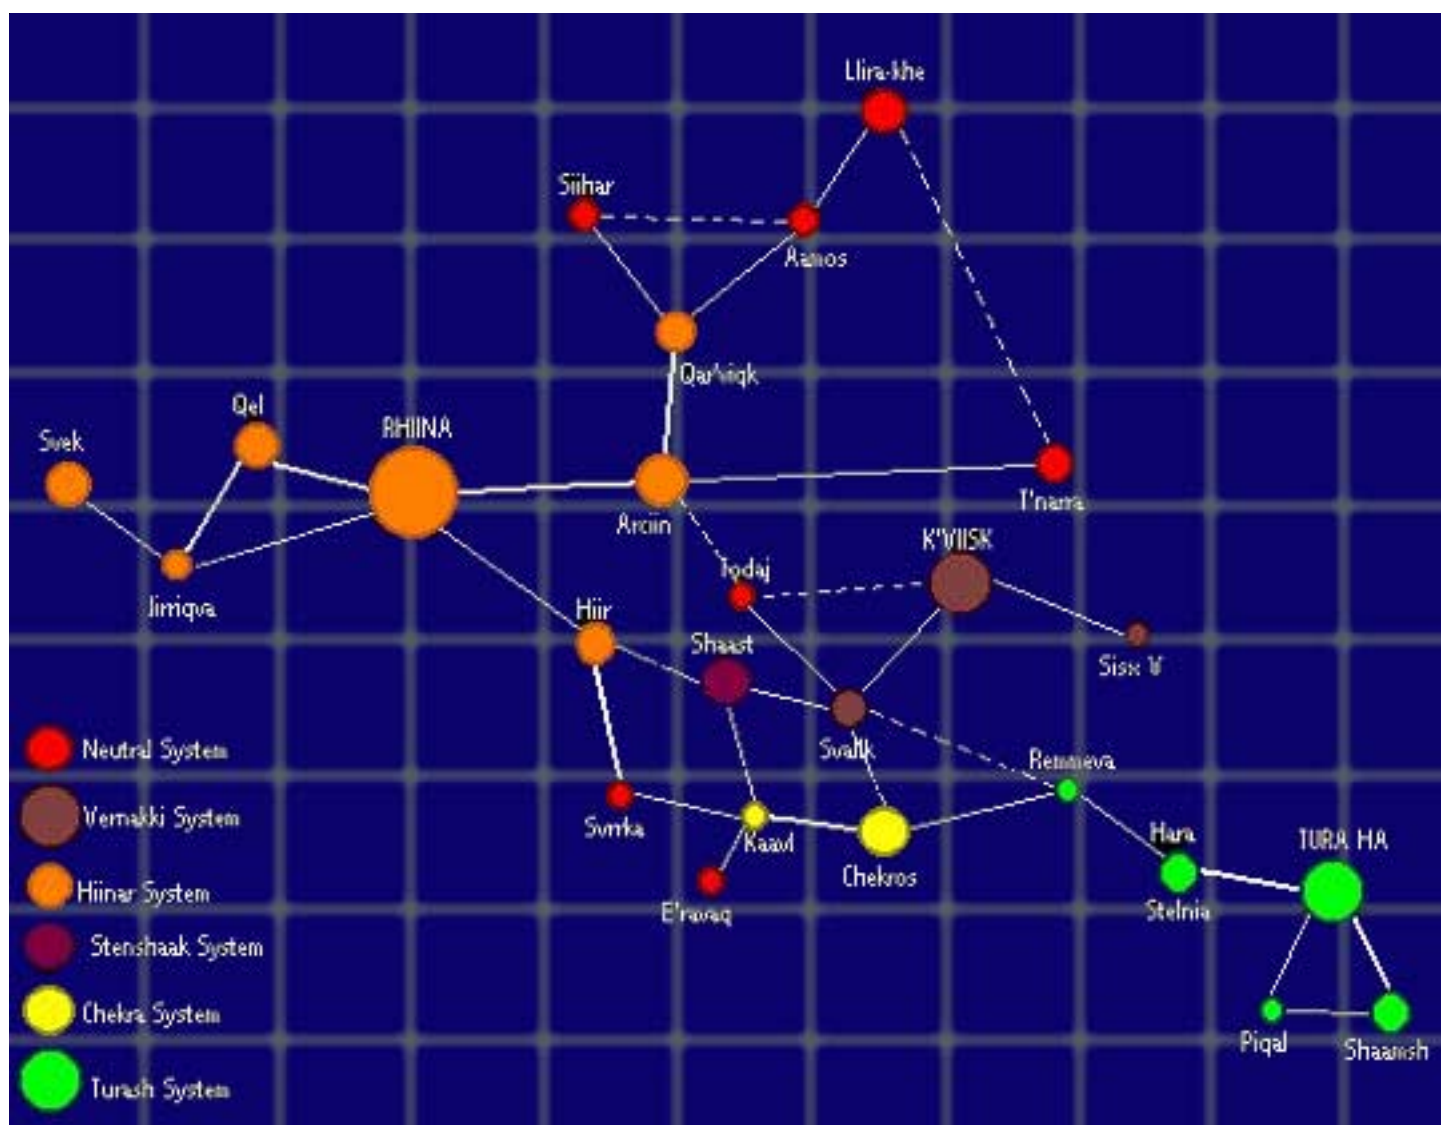 Llira-khe
Siihar
Aamos
Qar'viqk
Qel
RHIINA
Svek
T'narra
Arciin
K'VIISK
Todaj
Jirriqva
Hiir
Shaast
Sisx V
Svalk
Remmeva
Neutral System
Svrrka
Kaavl
Hara
TURA HA
Vernakki System
Chekros
Hiinar System
E'ravaq
Stelnia
Stenshaak System
Chekra System
Piqal
Shaamsh
Turash System